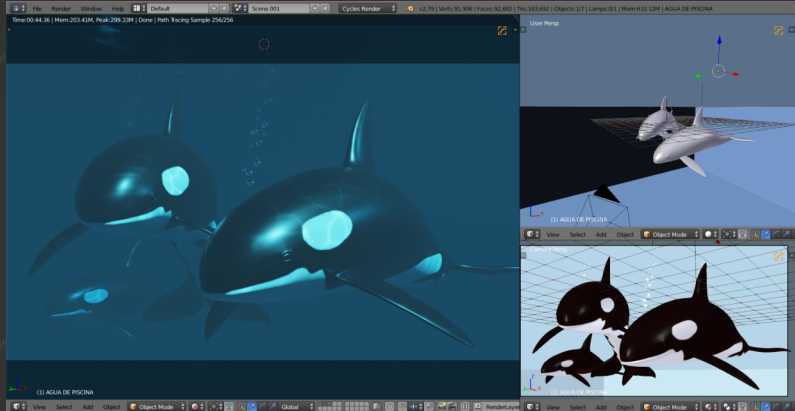 File Render Window Help Default Scene.001 Cycles Render v2.79 | Verts:91,906 | Faces:92,682 | Tris:183,692 | Objects:1/7 | Lamps:0/1 | Mem:632.12M | AGUA DE PISCINA
Time:00:44.36 | Mem:203.41M, Peak:299.33M | Done | Path Tracing Sample 256/256
User Persp
(1) AGUA DE PISCINA
View Select Add Object Object Mode
Camera Persp
(1) AGUA DE PISCINA
(1) AGUA DE PISCINA
View Select Add Object Object Mode Global RenderLayer
View Select Add Object Object Mode